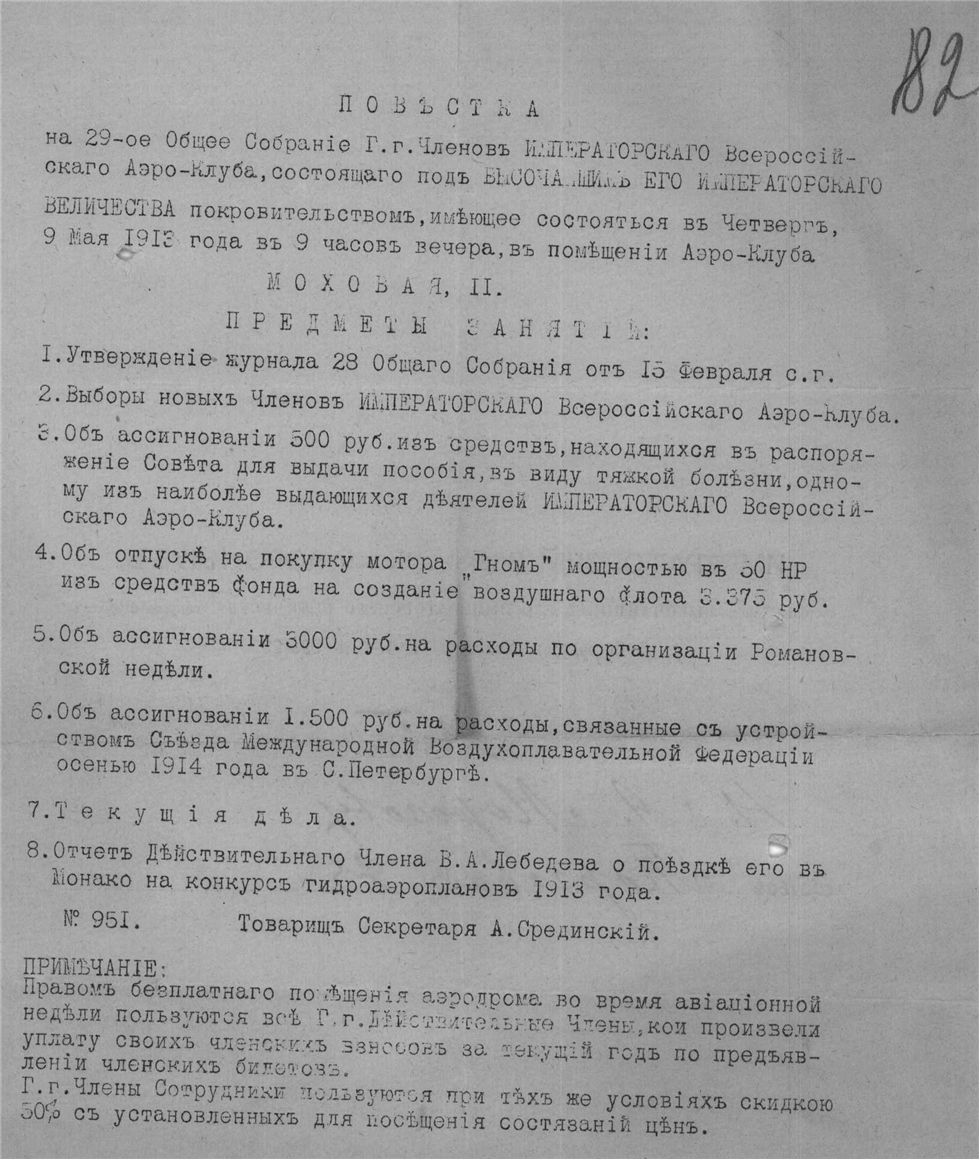 182
ПОВѢСТКА
на 29-ое Общее Собраніе Г.г.Членовъ ИМПЕРАТОРСКАГО Всероссій-
скаго Аэро-Клуба,состоящаго подъ ВЫСОЧАЙШИМЪ ЕГО ИМПЕРАТОРСКАГО
ВЕЛИЧЕСТВА покровительствомъ,имѣющее состояться въ Четвергъ,
9 Мая 1913 года въ 9 часовъ вечера,въ помѣщеніи Аэро-Клуба
МОХОВАЯ, II.
ПРЕДМЕТЫ ЗАНЯТІЙ:
I.Утвержденіе журнала 28 Общаго Собранія отъ 15 Февраля с.г.
2.Выборы новыхъ Членовъ ИМПЕРАТОРСКАГО Всероссійскаго Аэро-Клуба.
3.Объ ассигнованіи 500 руб.изъ средствъ,находящихся въ распоря-
женіе Совѣта для выдачи пособія,въ виду тяжкой болѣзни,одно-
му изъ наиболѣе выдающихся дѣятелей ИМПЕРАТОРСКАГО Всероссій-
скаго Аэро-Клуба.
4.Объ отпускѣ на покупку мотора "Гномъ" мощностью въ 50 НР
изъ средствъ фонда на созданіе воздушнаго флота 3.375 руб.
5.Объ ассигнованіи 3000 руб.на расходы по организаціи Романов-
ской недѣли.
6.Объ ассигнованіи I.500 руб.на расходы,связанные съ устрой-
ствомъ Съѣзда Международной Воздухоплавательной Федераціи
осенью 1914 года въ С.Петербургѣ.
7.Текущія дѣла.
8.Отчетъ Дѣйствительнаго Члена В.А.Лебедева о поѣздкѣ его въ
Монако на конкурсъ гидроаэроплановъ 1913 года.
№ 951. Товарищъ Секретаря А.Срединскій.
ПРИМѢЧАНІЕ:
Правомъ безплатнаго помѣщенія аэродрома во время авіаціонной
недѣли пользуются всѣ Г.г.Дѣйствительные Члены,кои произвели
уплату своихъ членскихъ взносовъ за текущій годъ по предъяв-
леніи членскихъ билетовъ.
Г.г.Члены Сотрудники пользуются при тѣхъ же условіяхъ скидкою
50% съ установленныхъ для посѣщенія состязаній цѣнъ.